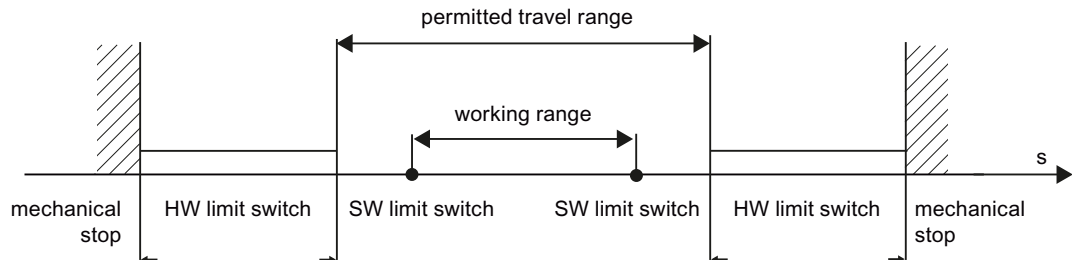 permitted travel range
working range
s
mechanical
stop
HW limit switch
SW limit switch
SW limit switch
HW limit switch
mechanical
stop